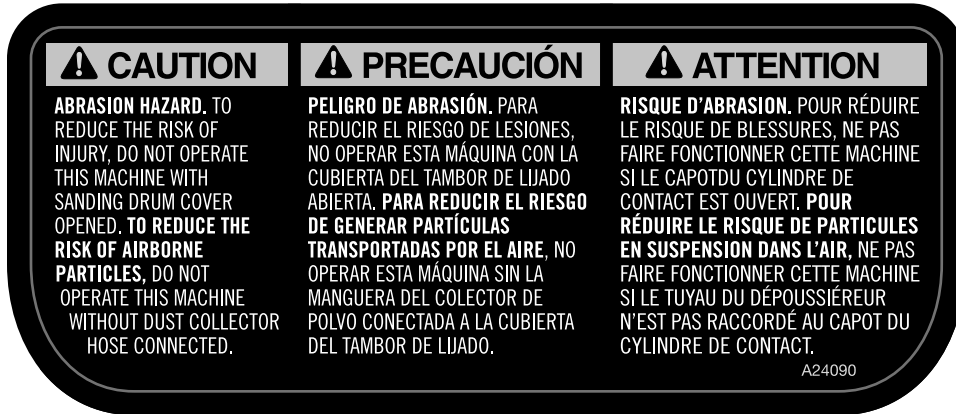 CAUTION
ABRASION HAZARD. TO
REDUCE THE RISK OF
INJURY, DO NOT OPERATE
THIS MACHINE WITH
SANDING DRUM COVER
OPENED. TO REDUCE THE
RISK OF AIRBORNE
PARTICLES, DO NOT
OPERATE THIS MACHINE
WITHOUT DUST COLLECTOR
HOSE CONNECTED.
PRECAUCIÓN
PELIGRO DE ABRASIÓN. PARA
REDUCIR EL RIESGO DE LESIONES,
NO OPERAR ESTA MÁQUINA CON LA
CUBIERTA DEL TAMBOR DE LIJADO
ABIERTA. PARA REDUCIR EL RIESGO
DE GENERAR PARTÍCULAS
TRANSPORTADAS POR EL AIRE, NO
OPERAR ESTA MÁQUINA SIN LA
MANGUERA DEL COLECTOR DE
POLVO CONECTADA A LA CUBIERTA
DEL TAMBOR DE LIJADO.
ATTENTION
RISQUE D'ABRASION. POUR RÉDUIRE
LE RISQUE DE BLESSURES, NE PAS
FAIRE FONCTIONNER CETTE MACHINE
SI LE CAPOTDU CYLINDRE DE
CONTACT EST OUVERT. POUR
RÉDUIRE LE RISQUE DE PARTICULES
EN SUSPENSION DANS L'AIR, NE PAS
FAIRE FONCTIONNER CETTE MACHINE
SI LE TUYAU DU DÉPOUSSIÉREUR
N'EST PAS RACCORDÉ AU CAPOT DU
CYLINDRE DE CONTACT.
A24090